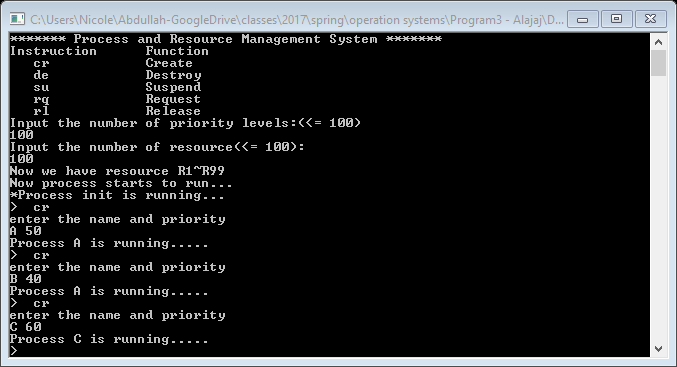 C:\Users\Nicole\Abdullah-GoogleDrive\classes\2017\spring\operation systems\Program3 - Alajaj\D...
******* Process and Resource Management System *******
Instruction Function
cr Create
de Destroy
su Suspend
rq Request
rl Release
Input the number of priority levels:(<= 100)
100
Input the number of resource(<= 100):
100
Now we have resource R1~R99
Now process starts to run...
*Process init is running...
> cr
enter the name and priority
A 50
Process A is running.....
> cr
enter the name and priority
B 40
Process A is running.....
> cr
enter the name and priority
C 60
Process C is running.....
>